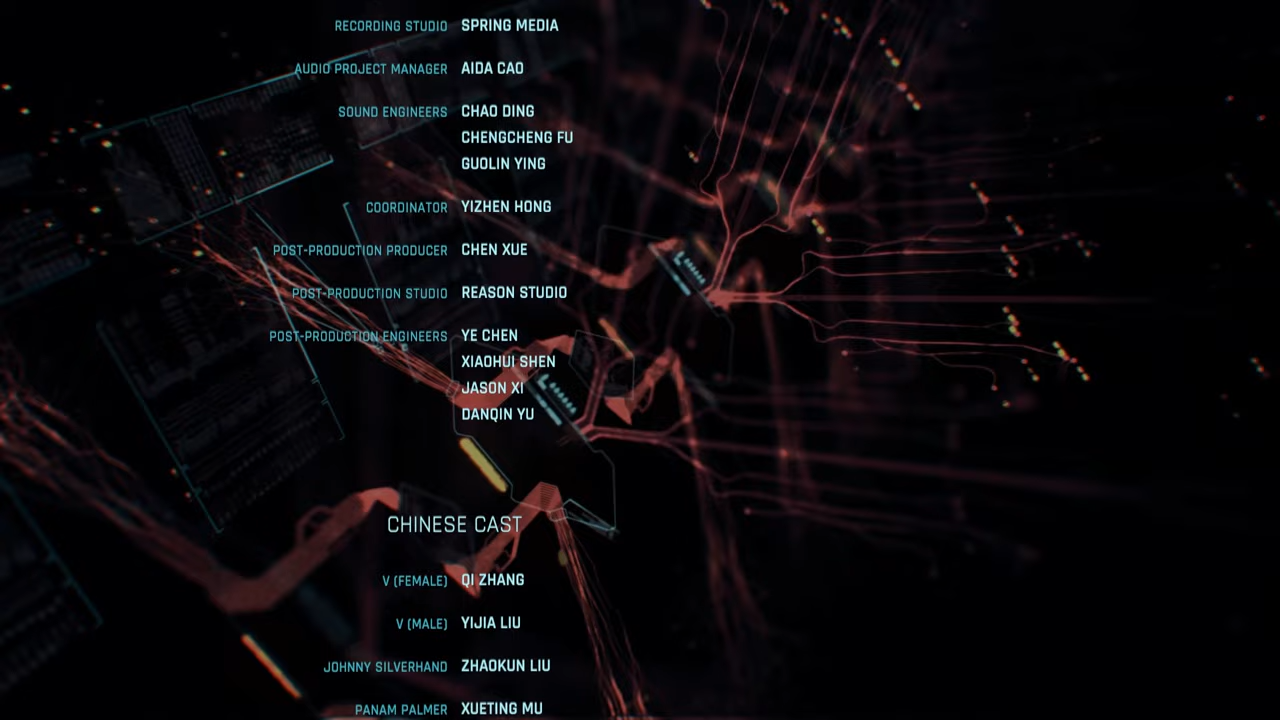 RECORDING STUDIO SPRING MEDIA
AUDIO PROJECT MANAGER AIDA CAO
SOUND ENGINEERS CHAO DING
CHENGCHENG FU
GUOLIN YING
COORDINATOR YIZHEN HONG
POST-PRODUCTION PRODUCER CHEN XUE
POST-PRODUCTION STUDIO REASON STUDIO
POST-PRODUCTION ENGINEERS YE CHEN
XIAOHUI SHEN
JASON XI
DANQIN YU
CHINESE CAST
V (FEMALE) QI ZHANG
V (MALE) YIJIA LIU
JOHNNY SILVERHAND ZHAOKUN LIU
PANAM PALMER XUETING MU